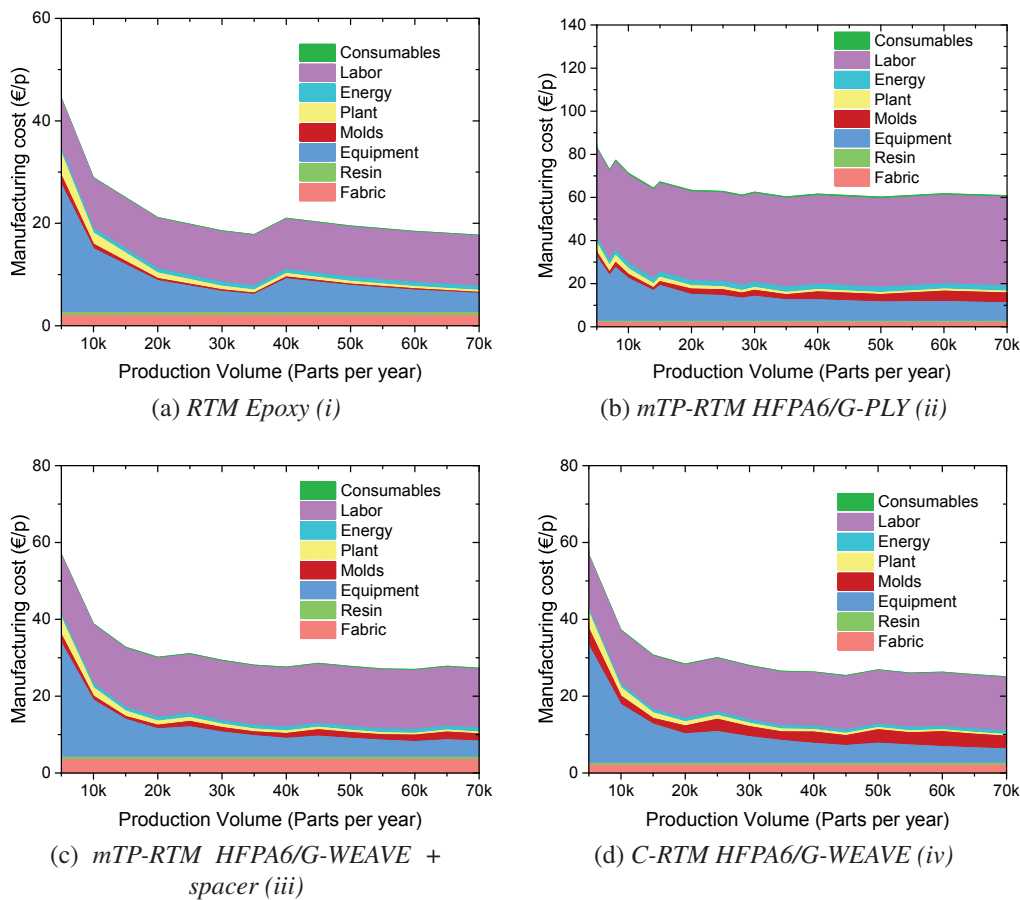 60
40
20
0
Manufacturing cost (€/p)
Consumables
Labor
Energy
Plant
Molds
Equipment
Resin
Fabric
10k 20k 30k 40k 50k 60k 70k
Production Volume (Parts per year)
(a) RTM Epoxy (i)
140
120
100
80
60
40
20
0
Manufacturing cost (€/p)
Consumables
Labor
Energy
Plant
Molds
Equipment
Resin
Fabric
10k 20k 30k 40k 50k 60k 70k
Production Volume (Parts per year)
(b) mTP-RTM HFPA6/G-PLY (ii)
80
60
40
20
0
Manufacturing cost (€/p)
Consumables
Labor
Energy
Plant
Molds
Equipment
Resin
Fabric
10k 20k 30k 40k 50k 60k 70k
Production Volume (Parts per year)
(c) mTP-RTM HFPA6/G-WEAVE +
spacer (iii)
80
60
40
20
0
Manufacturing cost (€/p)
Consumables
Labor
Energy
Plant
Molds
Equipment
Resin
Fabric
10k 20k 30k 40k 50k 60k 70k
Production Volume (Parts per year)
(d) C-RTM HFPA6/G-WEAVE (iv)